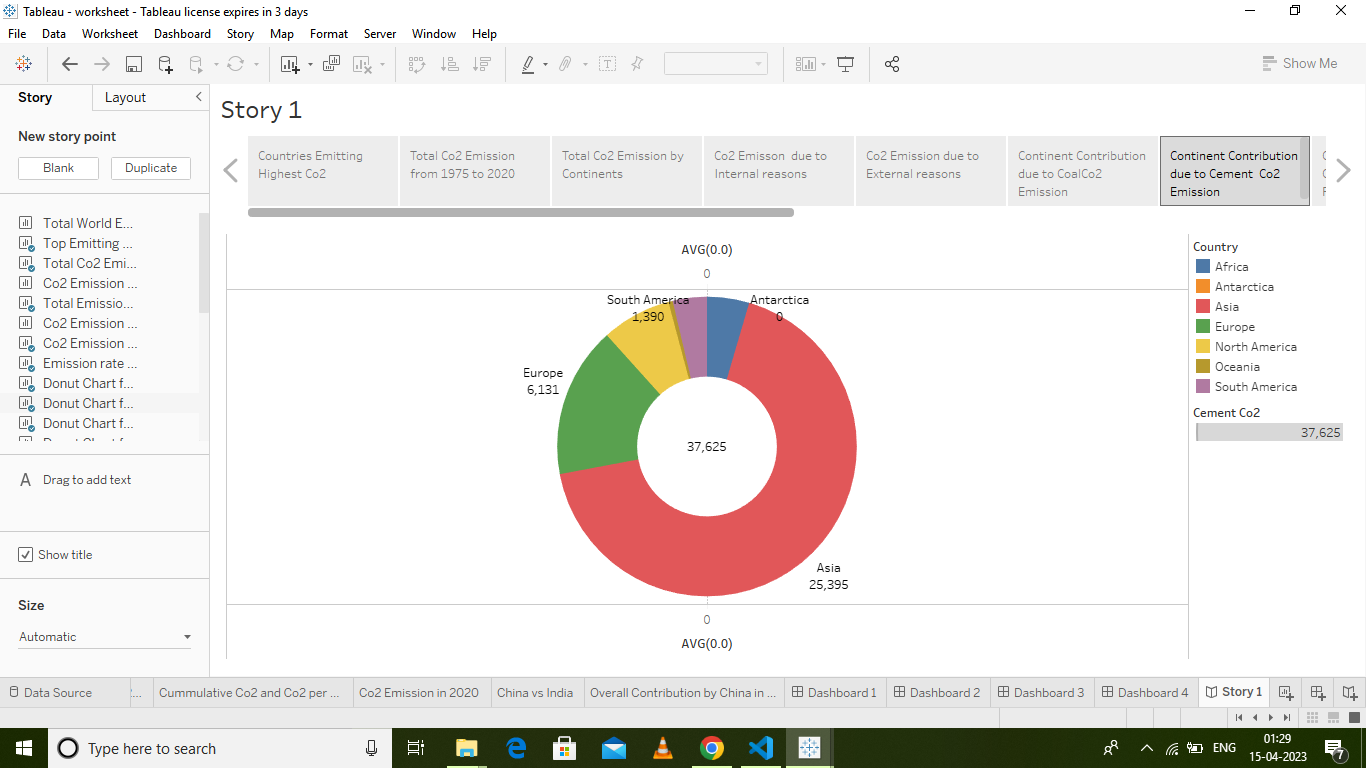 Tableau - worksheet - Tableau license expires in 3 days
File Data Worksheet Dashboard Story Map Format Server Window Help
Show Me
Story Layout
New story point
Blank Duplicate
Total World E...
Top Emitting ...
Total Co2 Emi...
Co2 Emission ...
Total Emissio...
Co2 Emission ...
Co2 Emission ...
Emission rate ...
Donut Chart f...
Donut Chart f...
Donut Chart f...
Drag to add text
Show title
Size
Automatic
Story 1
Countries Emitting
Highest Co2
Total Co2 Emission
from 1975 to 2020
Total Co2 Emission by
Continents
Co2 Emisson due to
Internal reasons
Co2 Emission due to
External reasons
Continent Contribution
due to CoalCo2
Emission
Continent Contribution
due to Cement Co2
Emission
AVG(0.0)
0
South America
1,390
Antarctica
0
Europe
6,131
37,625
Asia
25,395
0
AVG(0.0)
Country
Africa
Antarctica
Asia
Europe
North America
Oceania
South America
Cement Co2
37,625
Data Source Cummulative Co2 and Co2 per ... Co2 Emission in 2020 China vs India Overall Contribution by China in ... Dashboard 1 Dashboard 2 Dashboard 3 Dashboard 4 Story 1
Type here to search
ENG
01:29
15-04-2023
7